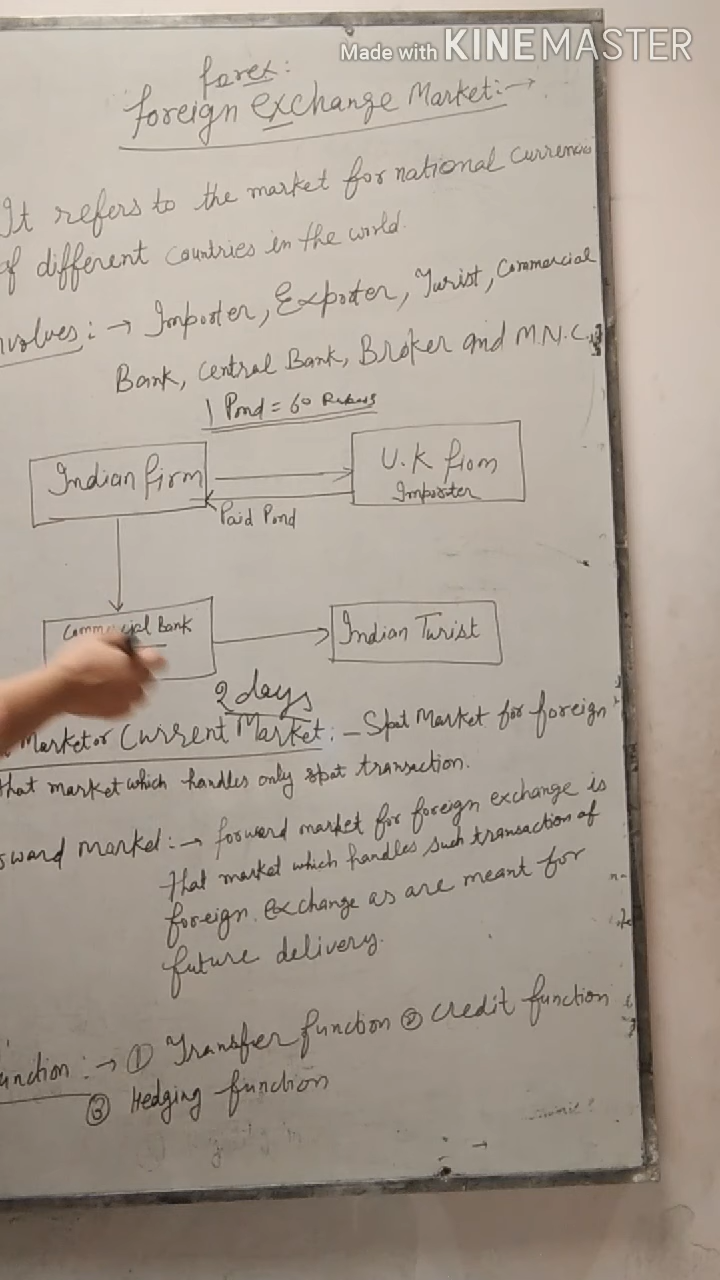 Made with KINEMASTER
forex:
foreign exchange Market:→
It refers to the market for national Currencies
of different Countries in the world.
nvolves: → Importer, Exporter, Turist, Commercial
Bank, Central Bank, Broker and M.N.C.
1 Pond = 60 Rupees
Indian firm
U.K firm
Imporiter
Paid Pond
Commercial Bank
Indian Turist
2 days
Market or Current Market: - Spot Market for foreign
that market which handles only spot transaction.
rward Market: → forward market for foreign exchange is
that market which handles such transaction of
foreign exchange as are meant for
future delivery.
unction: → ① Transfer function ② Credit function
③ Hedging function